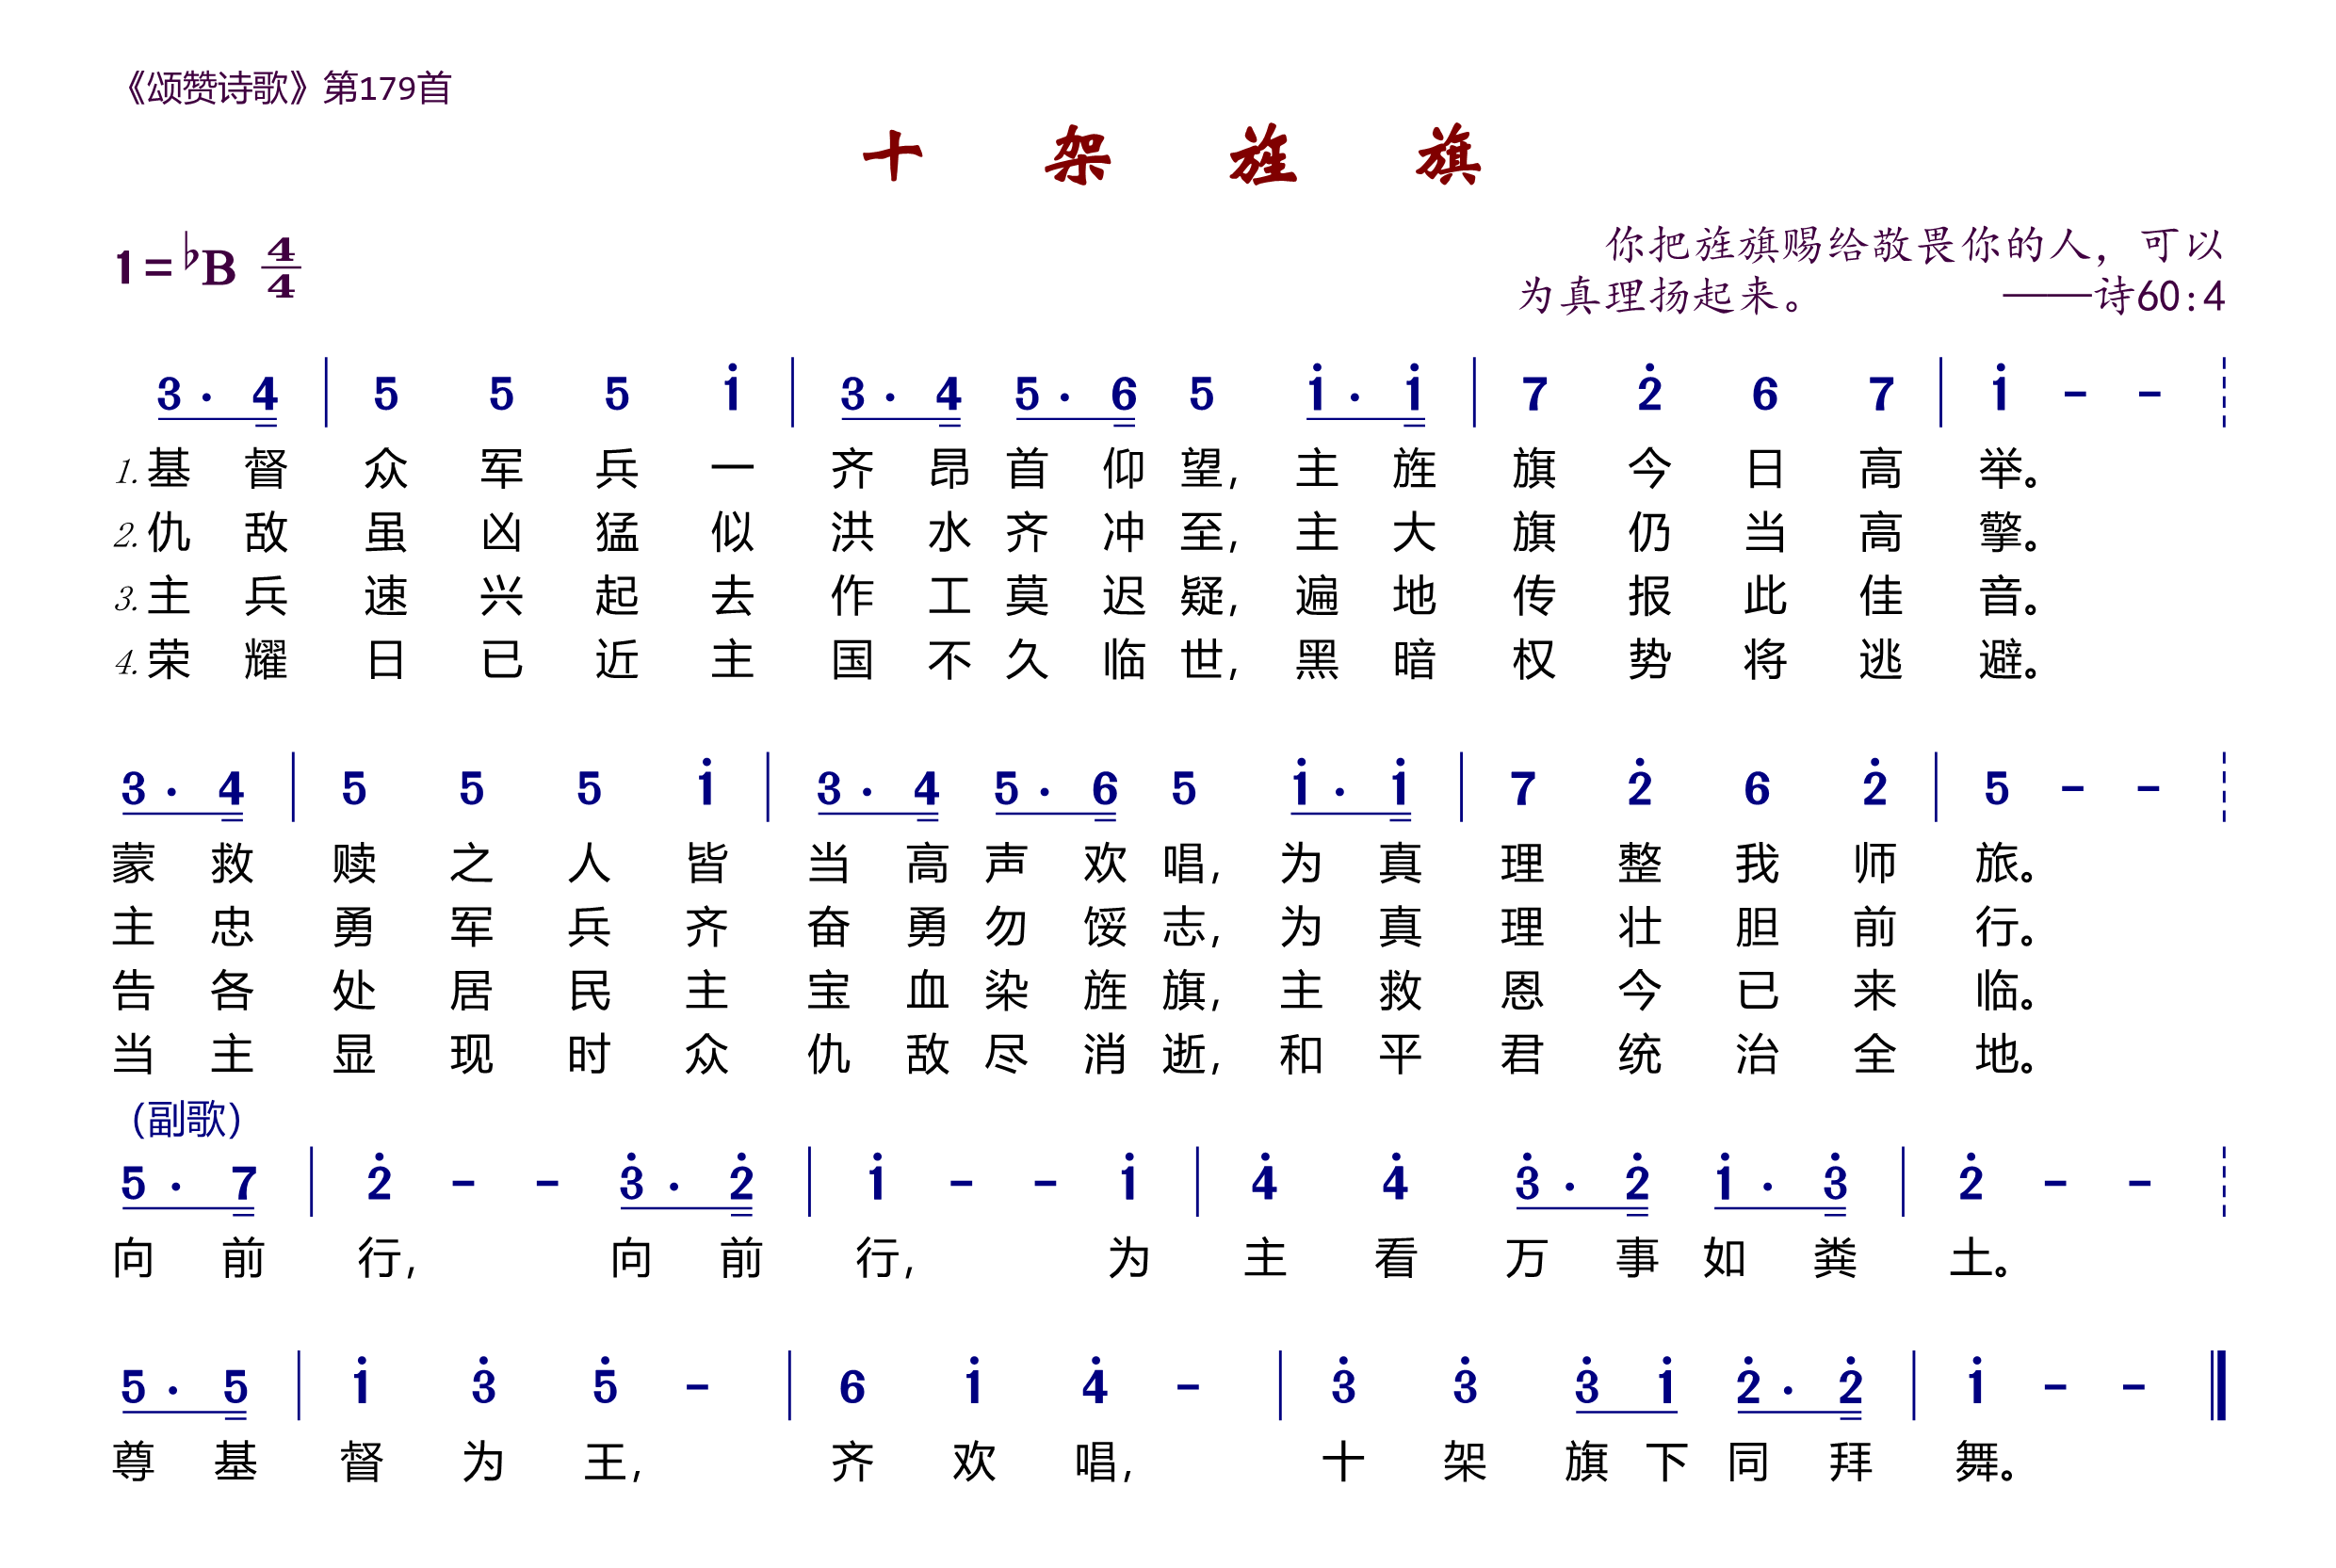 《颂赞诗歌》第179首
十 架 旌 旗
1=♭B 4/4
你把旌旗赐给敬畏你的人，可以
为真理扬起来。 ——诗60:4
3·4 | 5 5 5 i | 3·4 5·6 5 i·i | 7 2̇ 6 7 | i - - ¦
1.基督众军兵一齐昂首仰望，主旌旗今日高举。
2.仇敌虽凶猛似洪水齐冲至，主大旗仍当高擎。
3.主兵速兴起去作工莫迟疑，遍地传报此佳音。
4.荣耀日已近主国不久临世，黑暗权势将逃避。
3·4 | 5 5 5 i | 3·4 5·6 5 i·i | 7 2̇ 6 2̇ | 5 - - ¦
蒙救赎之人皆当高声欢唱，为真理整我师旅。
主忠勇军兵齐奋勇勿馁志，为真理壮胆前行。
告各处居民主宝血染旌旗，主救恩今已来临。
当主显现时众仇敌尽消逝，和平君统治全地。
(副歌)
5·7 | 2̇ - - 3̇·2̇ | i - - i | 4̇ 4̇ 3̇·2̇ i·3̇ | 2̇ - - ¦
向前行，向前行，为主看万事如粪土。
5·5 | i 3̇ 5̇ - | 6 i 4̇ - | 3̇ 3̇ 3̇ i 2̇·2̇ | i - - ‖
尊基督为王，齐欢唱，十架旗下同拜舞。